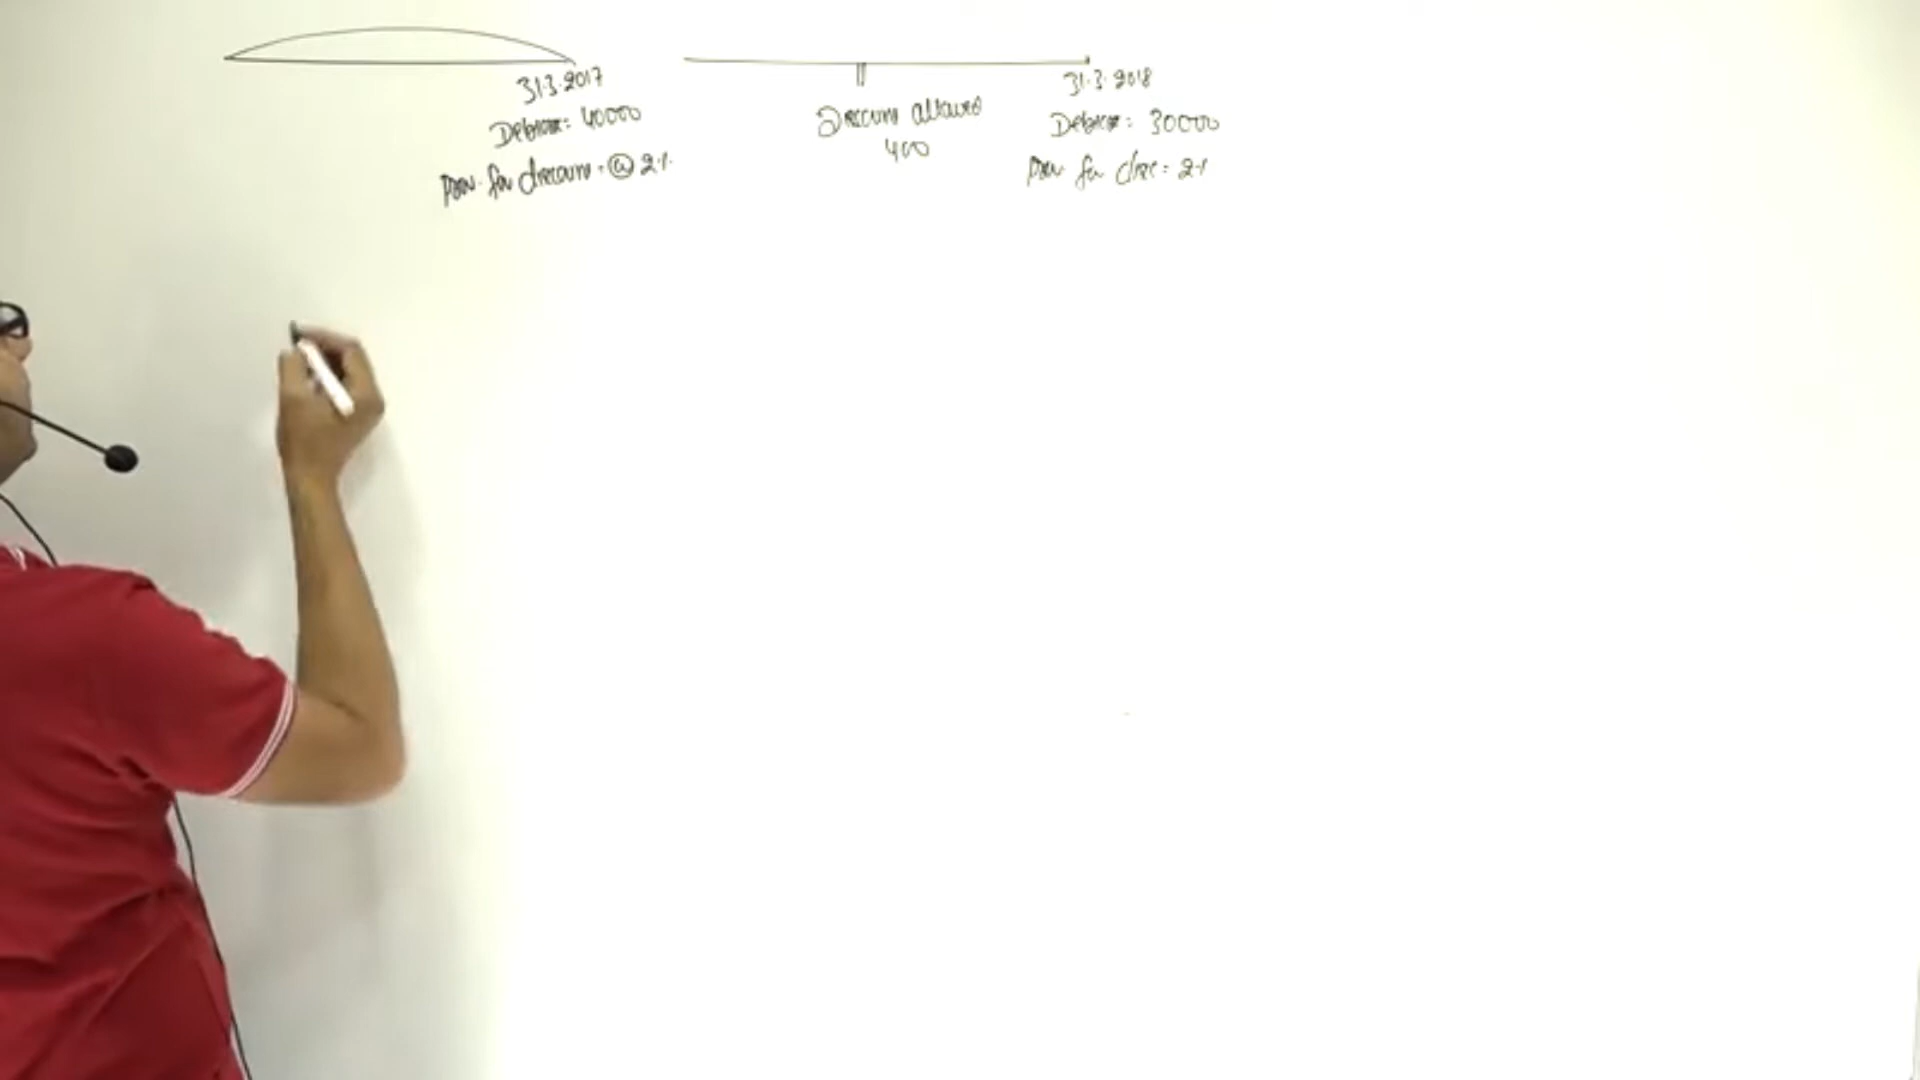 31.3.2017
Debtors: 40000
Prov. for discount - @ 2%
Discount allowed
400
31.3.2018
Debtors: 30000
Prov for disc: 2%